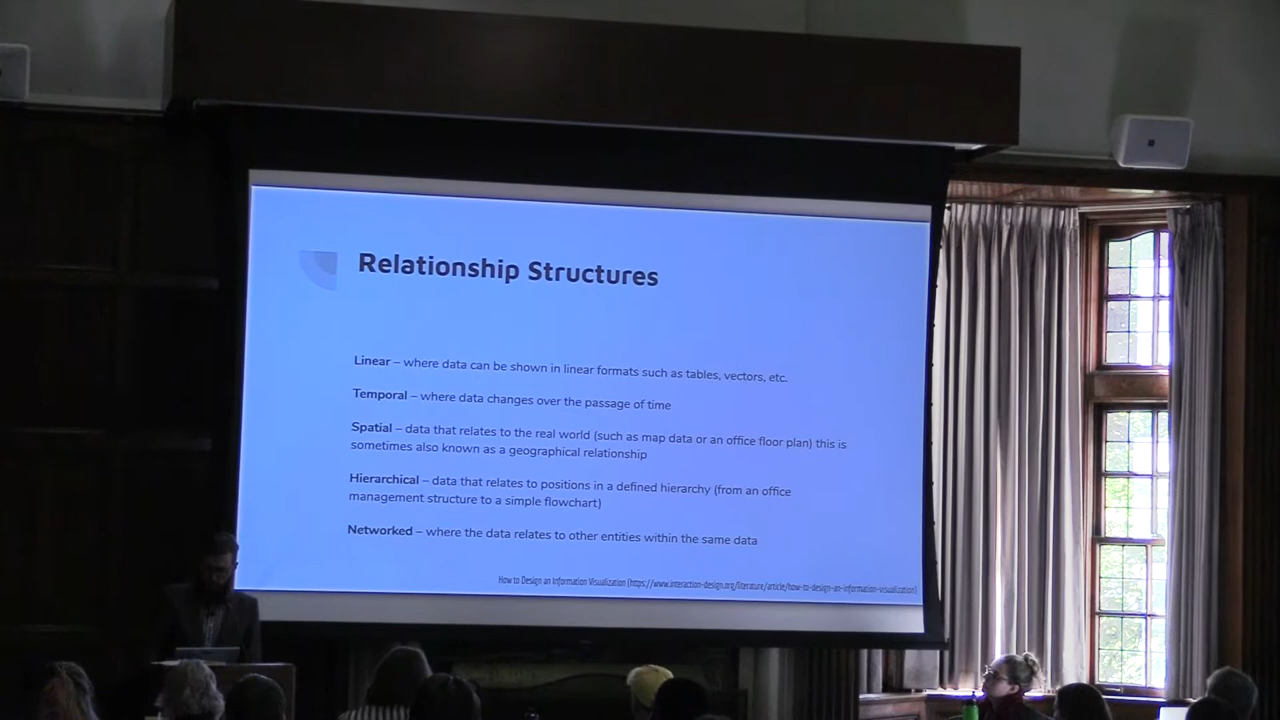 Relationship Structures
Linear – where data can be shown in linear formats such as tables, vectors, etc.
Temporal – where data changes over the passage of time
Spatial – data that relates to the real world (such as map data or an office floor plan) this is
sometimes also known as a geographical relationship
Hierarchical – data that relates to positions in a defined hierarchy (from an office
management structure to a simple flowchart)
Networked – where the data relates to other entities within the same data
How to Design an Information Visualization (https://www.interaction-design.org/literature/article/how-to-design-an-information-visualization)